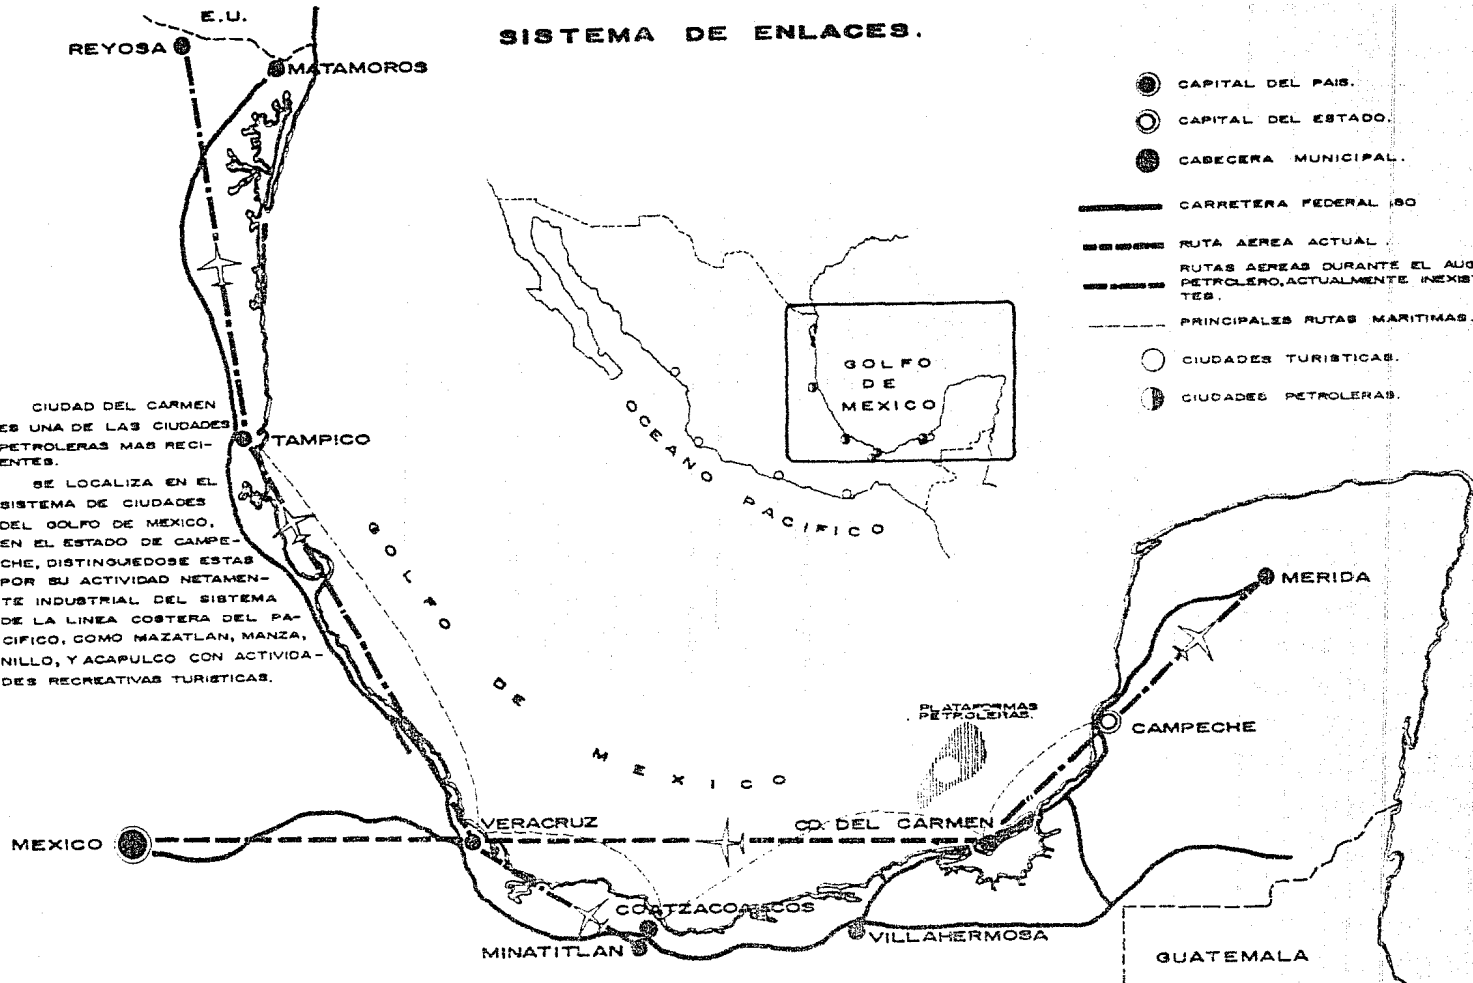 SISTEMA DE ENLACES.
E.U.
REYOSA
MATAMOROS
CAPITAL DEL PAIS.
CAPITAL DEL ESTADO.
CABECERA MUNICIPAL.
CARRETERA FEDERAL 180
RUTA AEREA ACTUAL.
RUTAS AEREAS DURANTE EL AUG
PETROLERO, ACTUALMENTE INEXIS
TES.
PRINCIPALES RUTAS MARITIMAS.
CIUDADES TURISTICAS.
CIUDADES PETROLERAS.
GOLFO
DE
MEXICO
OCEANO PACIFICO
CIUDAD DEL CARMEN
ES UNA DE LAS CIUDADES
PETROLERAS MAS RECI-
ENTES.
SE LOCALIZA EN EL
SISTEMA DE CIUDADES
DEL GOLFO DE MEXICO,
EN EL ESTADO DE CAMPE-
CHE, DISTINGUIEDOSE ESTAS
POR SU ACTIVIDAD NETAMEN-
TE INDUSTRIAL DEL SISTEMA
DE LA LINEA COSTERA DEL PA-
CIFICO, COMO MAZATLAN, MANZA,
NILLO, Y ACAPULCO CON ACTIVIDA-
DES RECREATIVAS TURISTICAS.
TAMPICO
GOLFO
DE
MEXICO
MERIDA
PLATAFORMAS
PETROLERAS.
CAMPECHE
MEXICO
VERACRUZ
CD. DEL CARMEN
COATZACOALCOS
MINATITLAN
VILLAHERMOSA
GUATEMALA